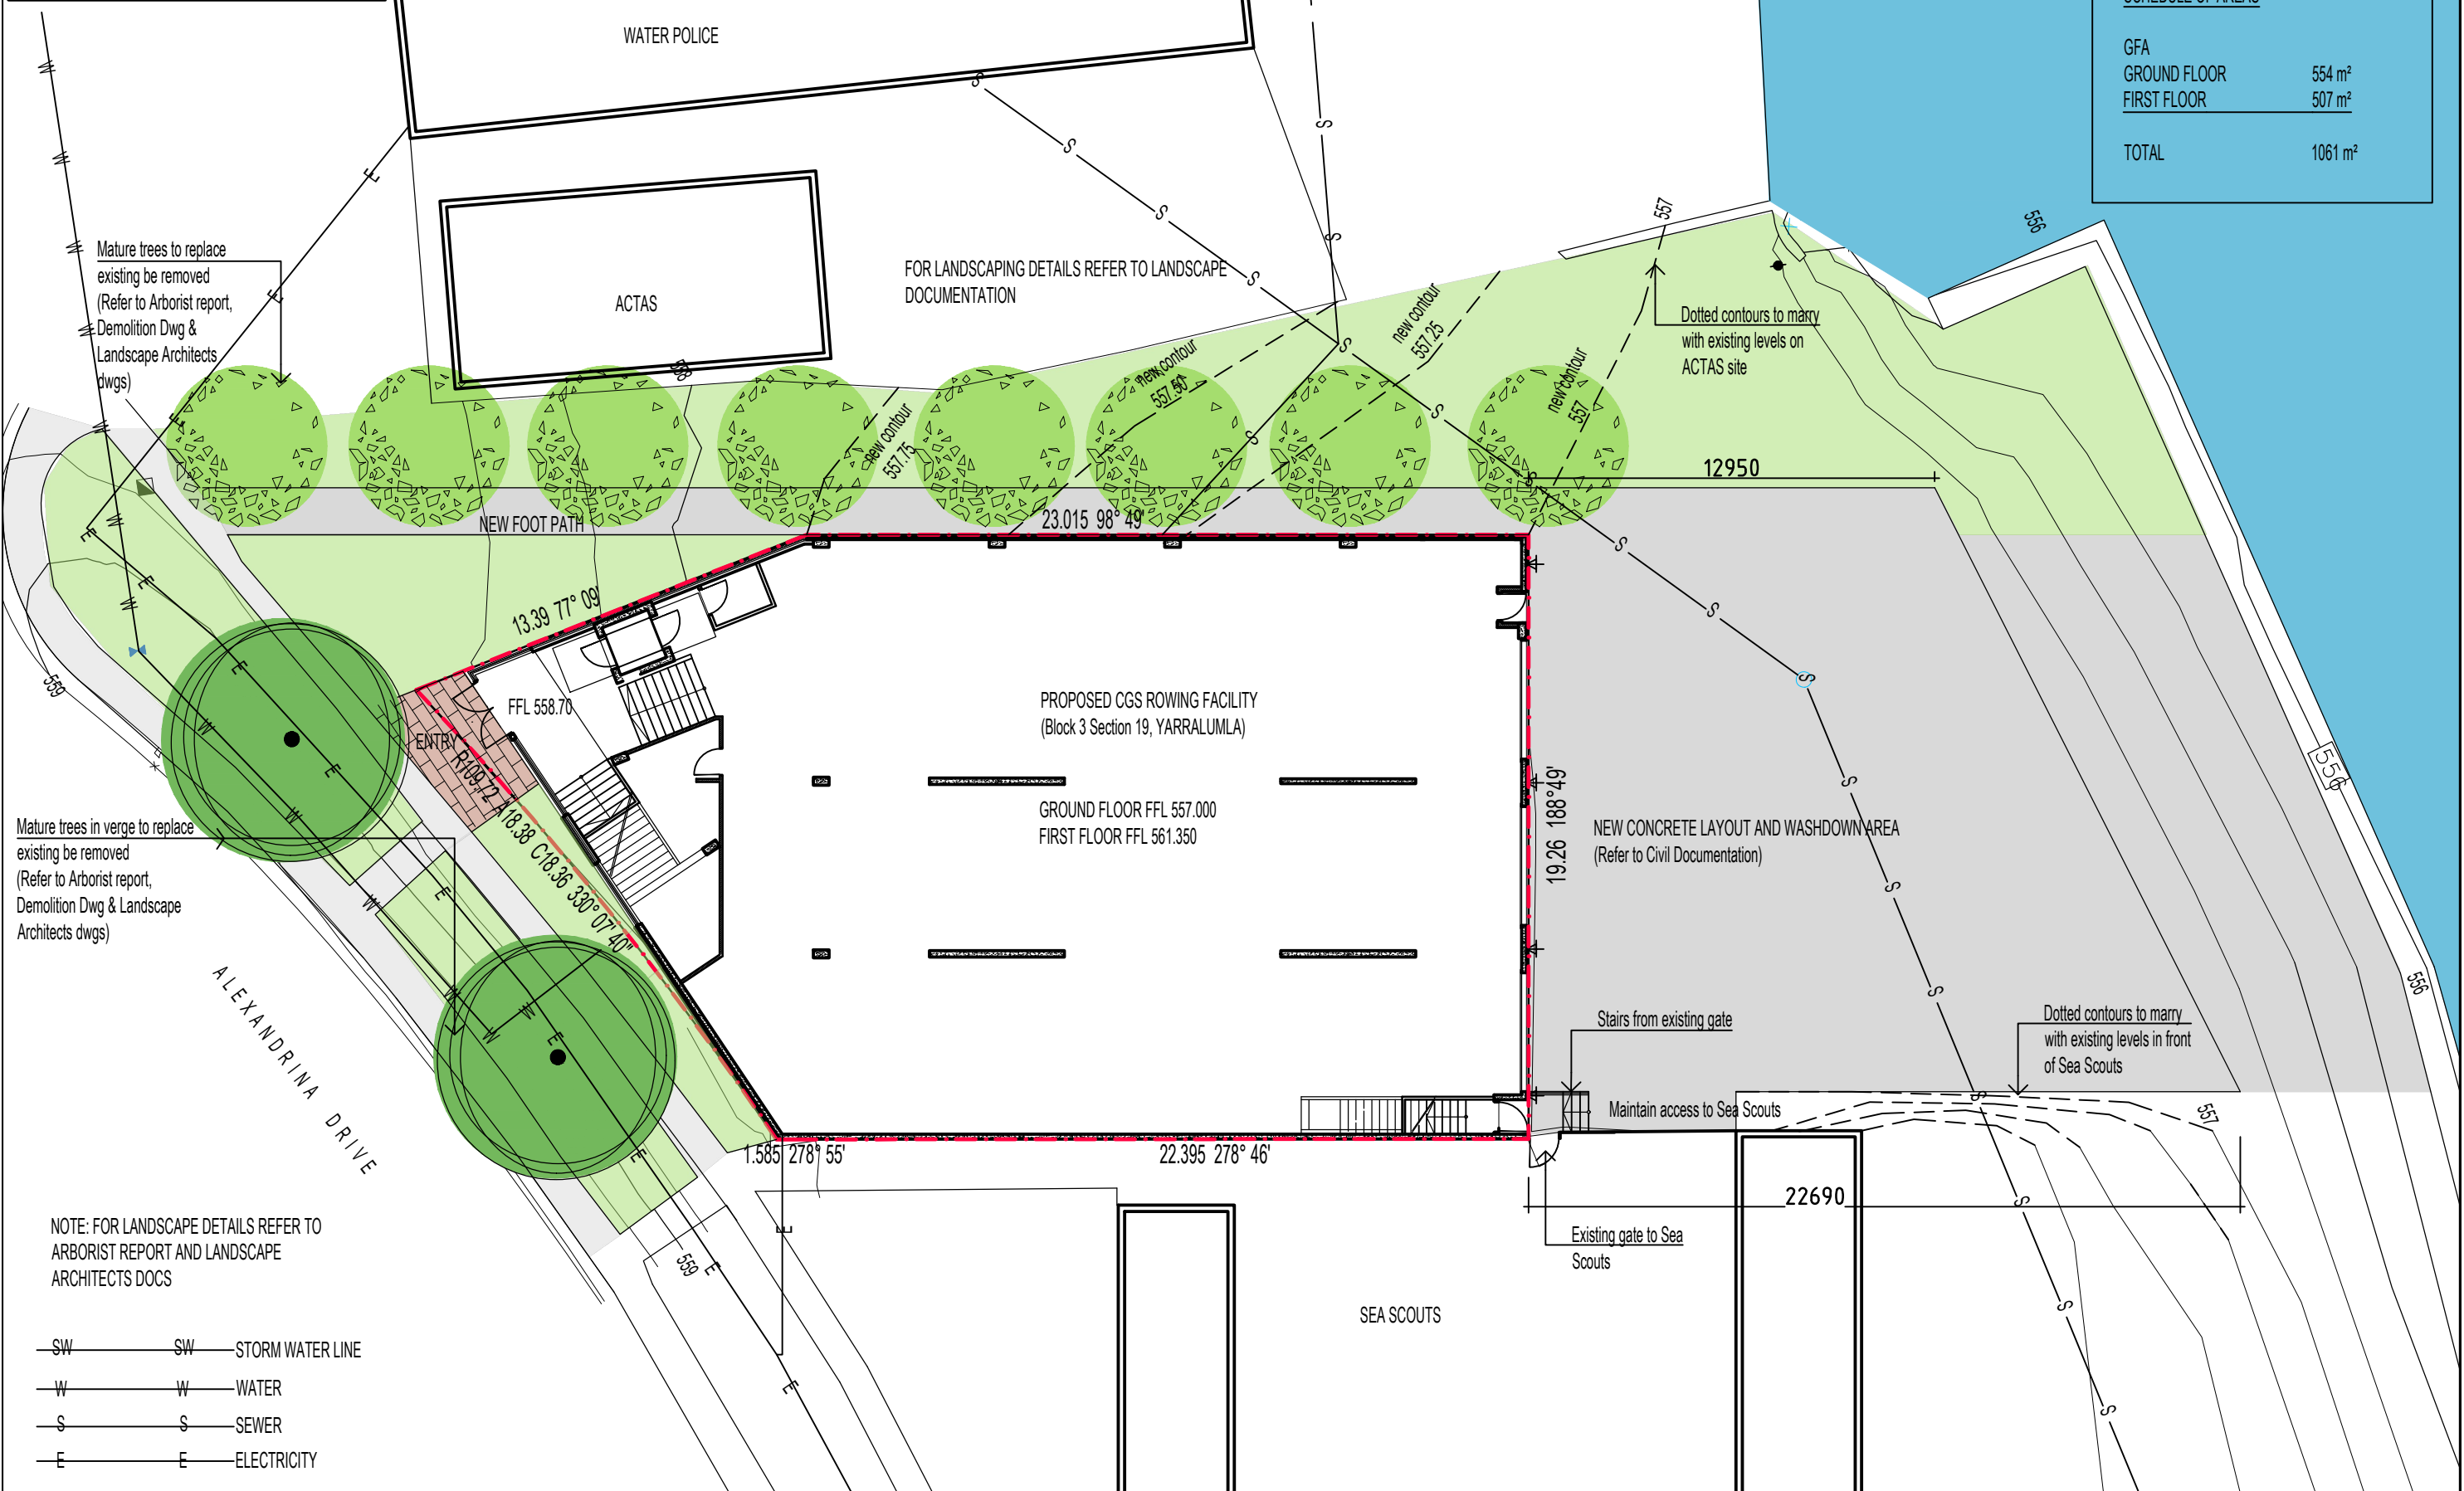 WATER POLICE
SCHEDULE OF AREAS
GFA
GROUND FLOOR 554 m²
FIRST FLOOR 507 m²
TOTAL 1061 m²
Mature trees to replace
existing be removed
(Refer to Arborist report,
Demolition Dwg &
Landscape Architects
dwgs)
ACTAS
FOR LANDSCAPING DETAILS REFER TO LANDSCAPE
DOCUMENTATION
557
556
Dotted contours to marry
with existing levels on
ACTAS site
new contour
557.75
new contour
557.50
new contour
557.25
new contour
557
558
12950
NEW FOOT PATH
23.015 98° 49'
13.39 77° 09'
559
FFL 558.70
ENTRY
R109.72 A18.38 C18.36 330° 07' 40"
PROPOSED CGS ROWING FACILITY
(Block 3 Section 19, YARRALUMLA)
GROUND FLOOR FFL 557.000
FIRST FLOOR FFL 561.350
19.26 188°49'
NEW CONCRETE LAYOUT AND WASHDOWN AREA
(Refer to Civil Documentation)
556
556
Mature trees in verge to replace
existing be removed
(Refer to Arborist report,
Demolition Dwg & Landscape
Architects dwgs)
ALEXANDRINA DRIVE
Stairs from existing gate
Maintain access to Sea Scouts
Dotted contours to marry
with existing levels in front
of Sea Scouts
557
1.585 278° 55'
22.395 278° 46'
22690
Existing gate to Sea
Scouts
559
SEA SCOUTS
NOTE: FOR LANDSCAPE DETAILS REFER TO
ARBORIST REPORT AND LANDSCAPE
ARCHITECTS DOCS
SW SW STORM WATER LINE
W W WATER
S S SEWER
E E ELECTRICITY